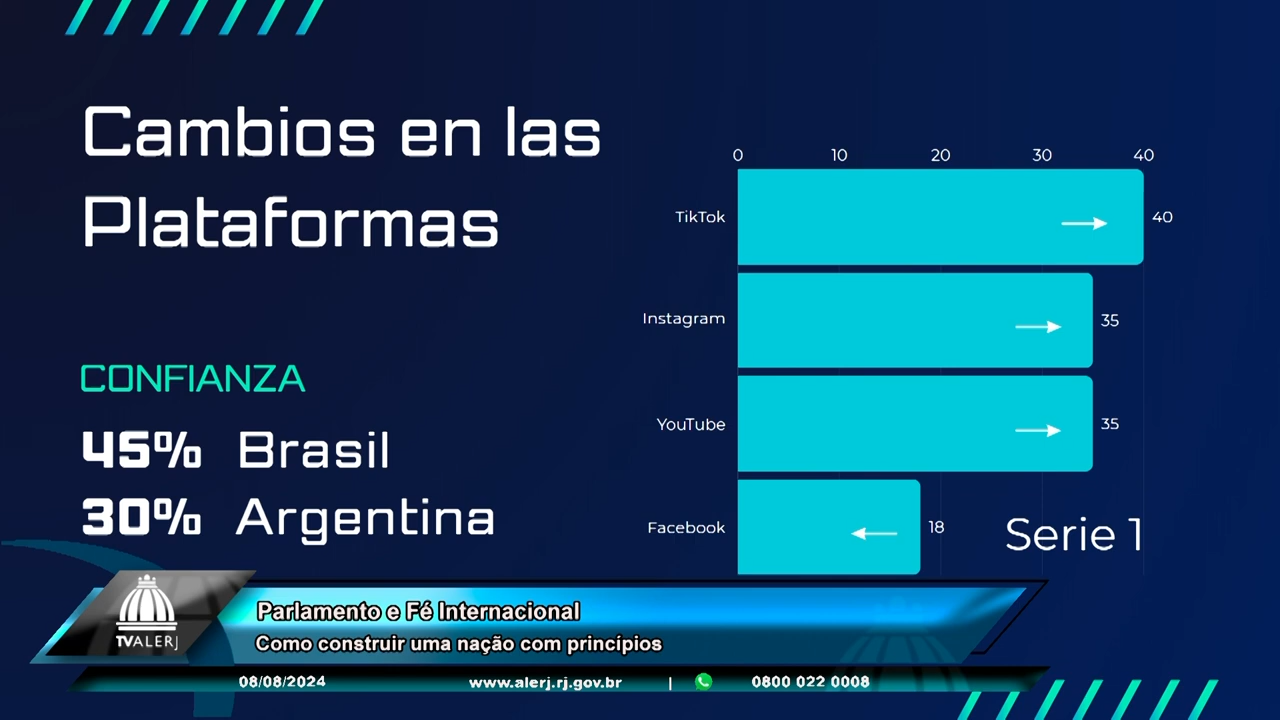 Cambios en las
Plataformas
CONFIANZA
45% Brasil
30% Argentina
0 10 20 30 40
TikTok 40
Instagram 35
YouTube 35
Facebook 18
Serie 1
TVALERJ
Parlamento e Fé Internacional
Como construir uma nação com princípios
08/08/2024 www.alerj.rj.gov.br | 0800 022 0008